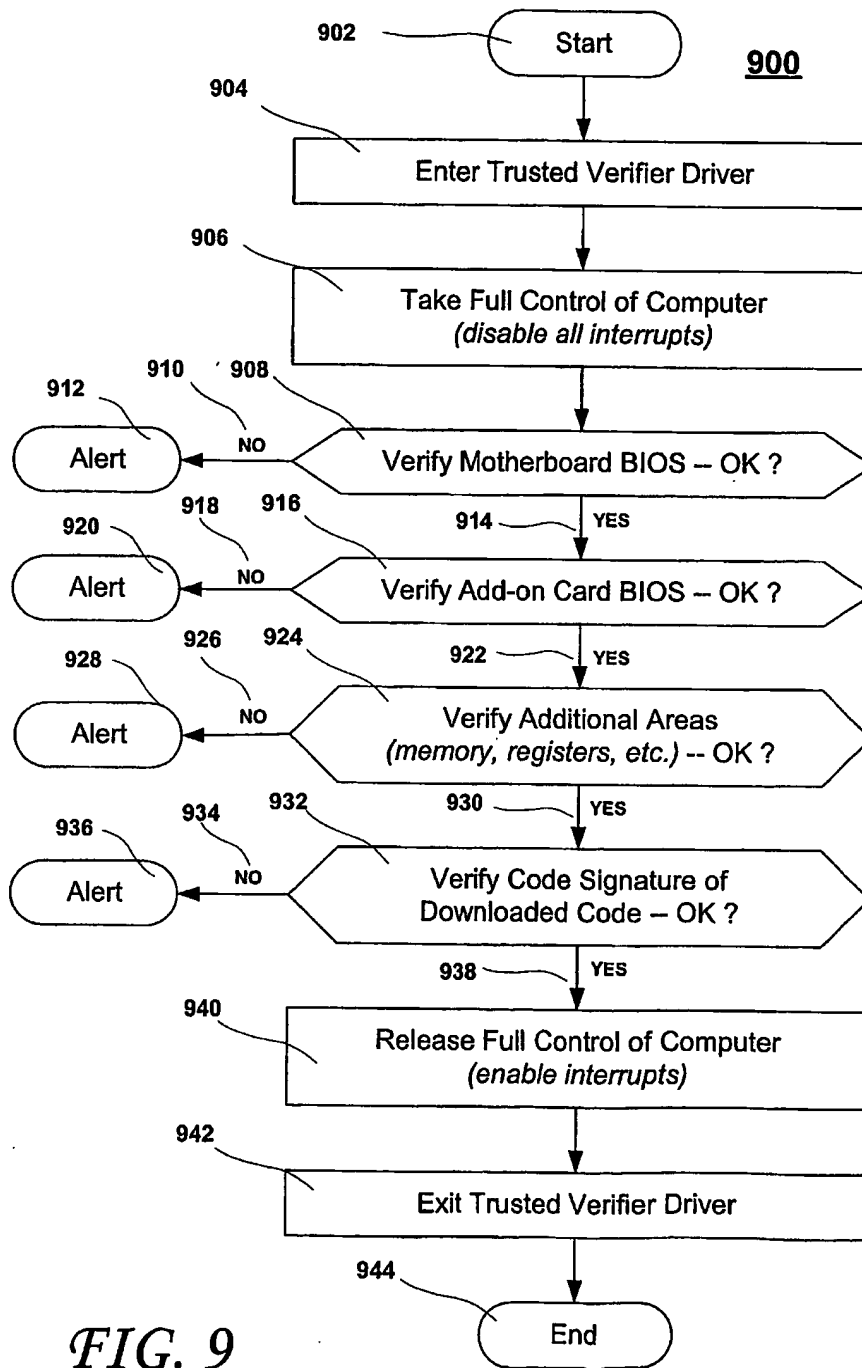 902
Start
900
904
Enter Trusted Verifier Driver
906
Take Full Control of Computer
(disable all interrupts)
910
908
912
Alert
NO
Verify Motherboard BIOS -- OK ?
914
YES
918
916
920
Alert
NO
Verify Add-on Card BIOS -- OK ?
922
YES
926
924
928
Alert
NO
Verify Additional Areas
(memory, registers, etc.) -- OK ?
930
YES
934
932
936
Alert
NO
Verify Code Signature of
Downloaded Code -- OK ?
938
YES
940
Release Full Control of Computer
(enable interrupts)
942
Exit Trusted Verifier Driver
944
End
FIG. 9